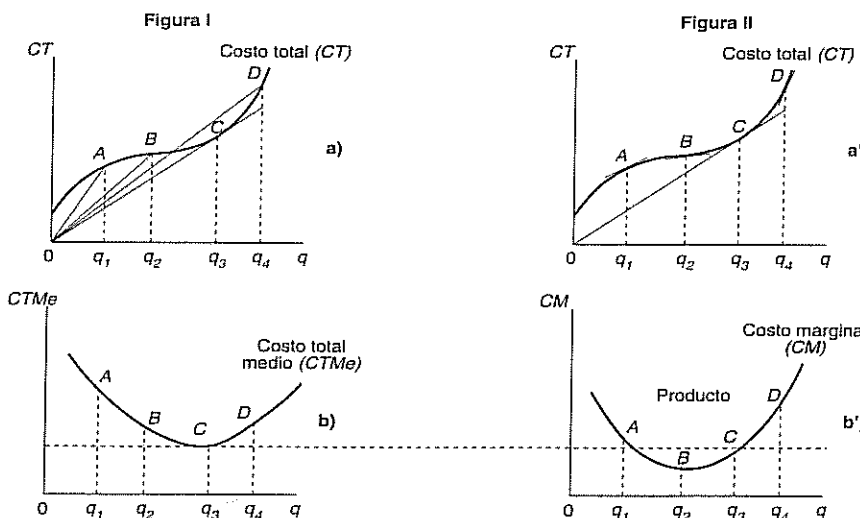 Figura I
CT
Costo total (CT)
D
C
B
A
a)
0
q1
q2
q3
q4
q
CTMe
Costo total
medio (CTMe)
A
B
C
D
b)
0
q1
q2
q3
q4
q
Figura II
CT
Costo total (CT)
D
C
B
A
a'
0
q1
q2
q3
q4
q
CM
Costo margina
(CM)
Producto
D
A
C
B
b'
0
q1
q2
q3
q4
q